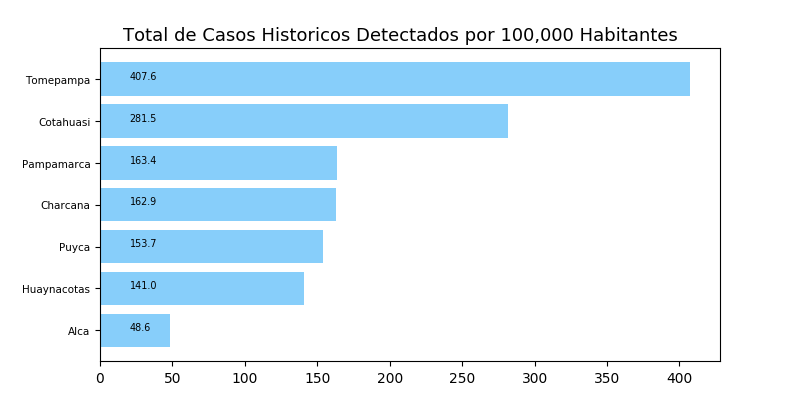 Total de Casos Historicos Detectados por 100,000 Habitantes
Tomepampa 407.6
Cotahuasi 281.5
Pampamarca 163.4
Charcana 162.9
Puyca 153.7
Huaynacotas 141.0
Alca 48.6
0 50 100 150 200 250 300 350 400